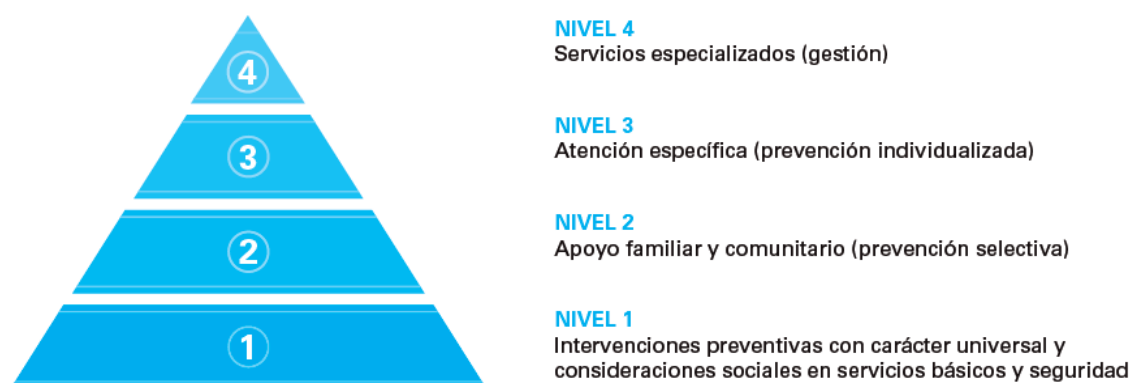 4
NIVEL 4
Servicios especializados (gestión)
3
NIVEL 3
Atención específica (prevención individualizada)
2
NIVEL 2
Apoyo familiar y comunitario (prevención selectiva)
1
NIVEL 1
Intervenciones preventivas con carácter universal y
consideraciones sociales en servicios básicos y seguridad